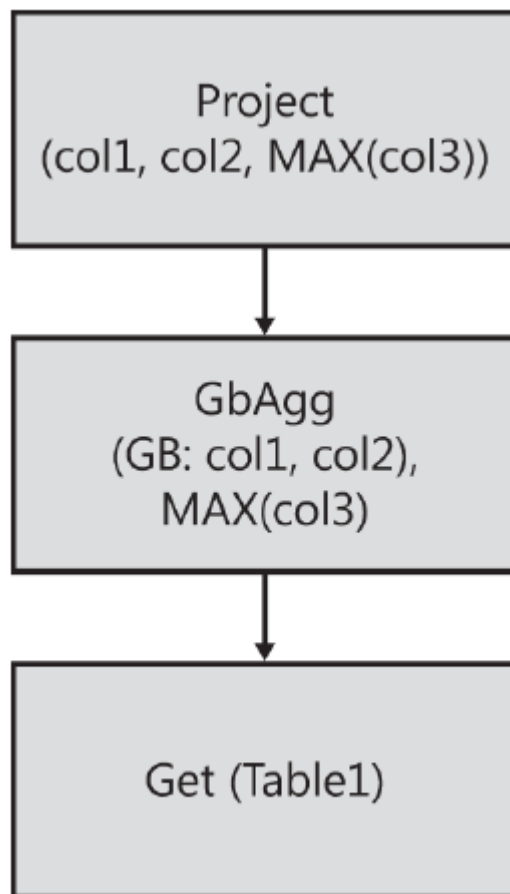 Project
(col1, col2, MAX(col3))
GbAgg
(GB: col1, col2),
MAX(col3)
Get (Table1)